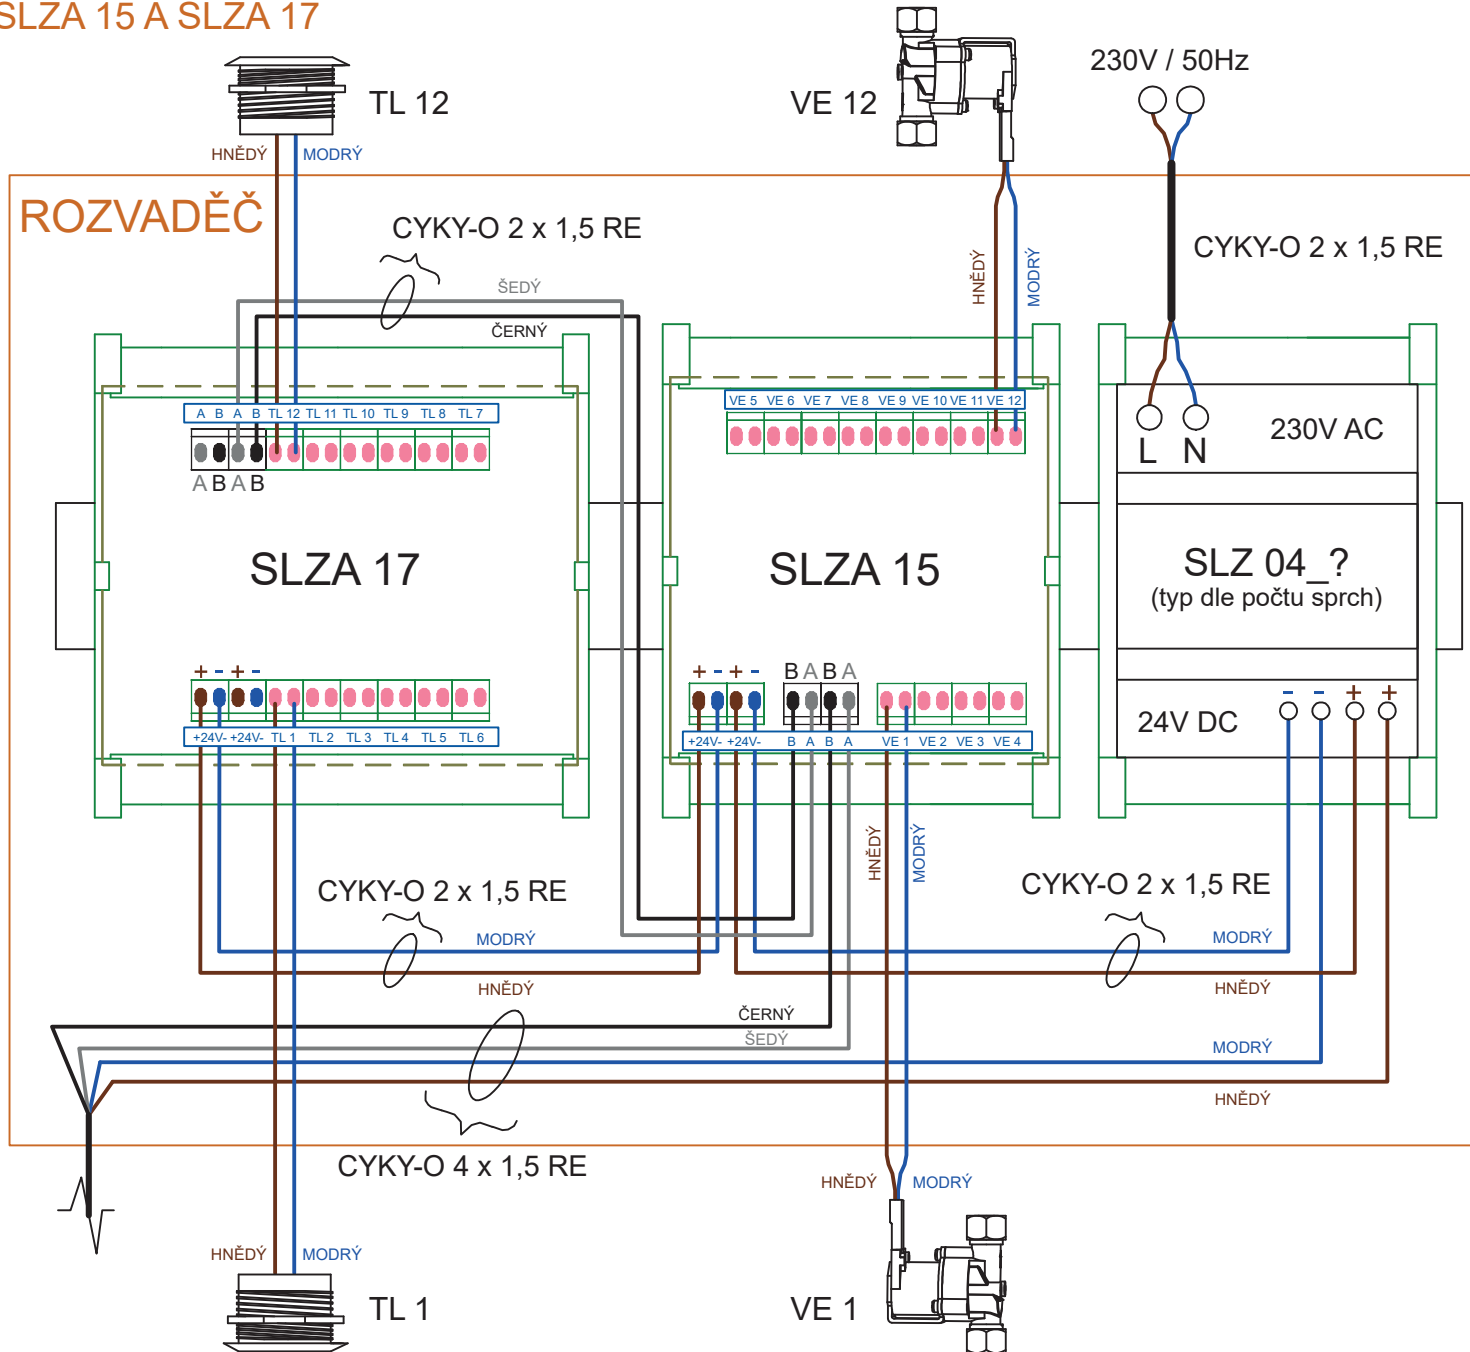 SLZA 15 A SLZA 17
TL 12
VE 12
230V / 50Hz
HNĚDÝ
MODRÝ
ROZVADĚČ
CYKY-O 2 x 1,5 RE
CYKY-O 2 x 1,5 RE
HNĚDÝ
MODRÝ
ŠEDÝ
ČERNÝ
A B A B TL 12 TL 11 TL 10 TL 9 TL 8 TL 7
VE 5 VE 6 VE 7 VE 8 VE 9 VE 10 VE 11 VE 12
A B A B
L N
230V AC
SLZA 17
SLZA 15
SLZ 04_?
(typ dle počtu sprch)
+ - + -
+ - + -
B A B A
- - + +
24V DC
+24V- +24V- TL 1 TL 2 TL 3 TL 4 TL 5 TL 6
+24V- +24V- B A B A VE 1 VE 2 VE 3 VE 4
HNĚDÝ
MODRÝ
CYKY-O 2 x 1,5 RE
CYKY-O 2 x 1,5 RE
MODRÝ
MODRÝ
HNĚDÝ
HNĚDÝ
ČERNÝ
ŠEDÝ
MODRÝ
HNĚDÝ
CYKY-O 4 x 1,5 RE
HNĚDÝ
MODRÝ
HNĚDÝ
MODRÝ
TL 1
VE 1